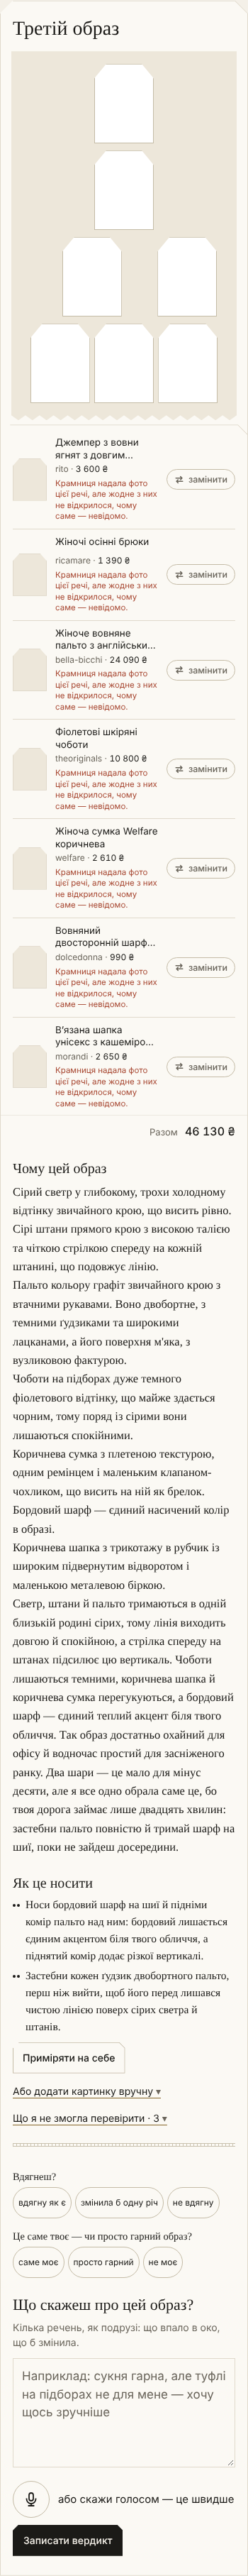 Третій образ
Джемпер з вовни
ягнят з довгим...
rito · 3 600 ₴
Крамниця надала фото
цієї речі, але жодне з них
не відкрилося, чому
саме — невідомо.
⇄ замінити
Жіночі осінні брюки
ricamare · 1 390 ₴
Крамниця надала фото
цієї речі, але жодне з них
не відкрилося, чому
саме — невідомо.
⇄ замінити
Жіноче вовняне
пальто з англійськи...
bella-bicchi · 24 090 ₴
Крамниця надала фото
цієї речі, але жодне з них
не відкрилося, чому
саме — невідомо.
⇄ замінити
Фіолетові шкіряні
чоботи
theoriginals · 10 800 ₴
Крамниця надала фото
цієї речі, але жодне з них
не відкрилося, чому
саме — невідомо.
⇄ замінити
Жіноча сумка Welfare
коричнева
welfare · 2 610 ₴
Крамниця надала фото
цієї речі, але жодне з них
не відкрилося, чому
саме — невідомо.
⇄ замінити
Вовняний
двосторонній шарф...
dolcedonna · 990 ₴
Крамниця надала фото
цієї речі, але жодне з них
не відкрилося, чому
саме — невідомо.
⇄ замінити
В’язана шапка
унісекс з кашеміро...
morandi · 2 650 ₴
Крамниця надала фото
цієї речі, але жодне з них
не відкрилося, чому
саме — невідомо.
⇄ замінити
Разом 46 130 ₴
Чому цей образ
Сірий светр у глибокому, трохи холодному
відтінку звичайного крою, що висить рівно.
Сірі штани прямого крою з високою талією
та чіткою стрілкою спереду на кожній
штанині, що подовжує лінію.
Пальто кольору графіт звичайного крою з
втачними рукавами. Воно двобортне, з
темними ґудзиками та широкими
лацканами, а його поверхня м'яка, з
вузликовою фактурою.
Чоботи на підборах дуже темного
фіолетового відтінку, що майже здається
чорним, тому поряд із сірими вони
лишаються спокійними.
Коричнева сумка з плетеною текстурою,
одним ремінцем і маленьким клапаном-
чохликом, що висить на ній як брелок.
Бордовий шарф — єдиний насичений колір
в образі.
Коричнева шапка з трикотажу в рубчик із
широким підвернутим відворотом і
маленькою металевою біркою.
Светр, штани й пальто тримаються в одній
близькій родині сірих, тому лінія виходить
довгою й спокійною, а стрілка спереду на
штанах підсилює цю вертикаль. Чоботи
лишаються темними, коричнева шапка й
коричнева сумка перегукуються, а бордовий
шарф — єдиний теплий акцент біля твого
обличчя. Так образ достатньо охайний для
офісу й водночас простий для засніженого
ранку. Два шари — це мало для мінус
десяти, але я все одно обрала саме це, бо
твоя дорога займає лише двадцять хвилин:
застебни пальто повністю й тримай шарф на
шиї, поки не зайдеш досередини.
Як це носити
•• Носи бордовий шарф на шиї й підніми
комір пальто над ним: бордовий лишається
єдиним акцентом біля твого обличчя, а
піднятий комір додає різкої вертикалі.
•• Застебни кожен ґудзик двобортного пальто,
перш ніж вийти, щоб його перед лишався
чистою лінією поверх сірих светра й
штанів.
Приміряти на себе
Або додати картинку вручну ▾
Що я не змогла перевірити · 3 ▾
Вдягнеш?
вдягну як є
змінила б одну річ
не вдягну
Це саме твоє — чи просто гарний образ?
саме моє
просто гарний
не моє
Що скажеш про цей образ?
Кілька речень, як подрузі: що впало в око,
що б змінила.
Наприклад: сукня гарна, але туфлі
на підборах не для мене — хочу
щось зручніше
або скажи голосом — це швидше
Записати вердикт